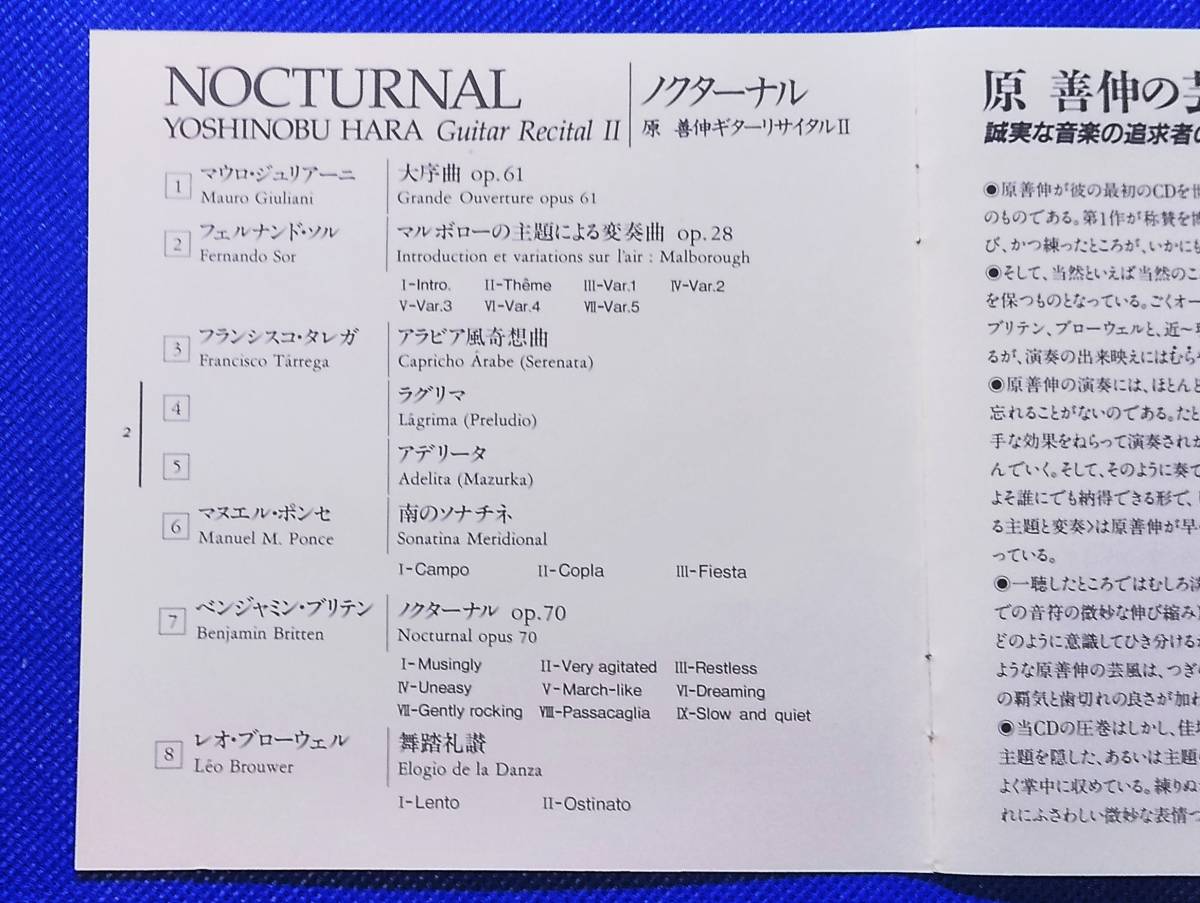 NOCTURNAL
YOSHINOBU HARA Guitar Recital II
ノクターナル
原 善伸ギターリサイタルII
1 マウロ・ジュリアーニ 大序曲 op.61
Mauro Giuliani Grande Ouverture opus 61
2 フェルナンド・ソル マルボローの主題による変奏曲 op.28
Fernando Sor Introduction et variations sur l'air : Malborough
I-Intro. II-Thême III-Var.1 IV-Var.2
V-Var.3 VI-Var.4 VII-Var.5
3 フランシスコ・タレガ アラビア風奇想曲
Francisco Tárrega Capricho Árabe (Serenata)
4 ラグリマ
Lágrima (Preludio)
5 アデリータ
Adelita (Mazurka)
6 マヌエル・ポンセ 南のソナチネ
Manuel M. Ponce Sonatina Meridional
I-Campo II-Copla III-Fiesta
7 ベンジャミン・ブリテン ノクターナル op.70
Benjamin Britten Nocturnal opus 70
I-Musingly II-Very agitated III-Restless
IV-Uneasy V-March-like VI-Dreaming
VII-Gently rocking VIII-Passacaglia IX-Slow and quiet
8 レオ・ブローウェル 舞踏礼讃
Léo Brouwer Elogio de la Danza
I-Lento II-Ostinato
2
原 善伸の
誠実な音楽の追求者
●原善伸が彼の最初のCDを
のものである。第1作が称賛を博
び、かつ練ったところが、いかにも
●そして、当然といえば当然のこ
を保つものとなっている。ごくオー
ブリテン、ブローウェルと、近〜
るが、演奏の出来映えにはむら
●原善伸の演奏には、ほとんど
忘れることがないのである。たと
手な効果をねらって演奏されが
んでいく。そして、そのように奏で
よそ誰にでも納得できる形で、
る主題と変奏〉は原善伸が早
っている。
●一聴したところではむしろ淡
での音符の微妙な伸び縮み
どのように意識してひき分けるか
ような原善伸の芸風は、つぎ
の覇気と歯切れの良さが加わ
●当CDの圧巻はしかし、佳
主題を隠した、あるいは主題
よく掌中に収めている。練りぬ
れにふさわしい微妙な表情つ